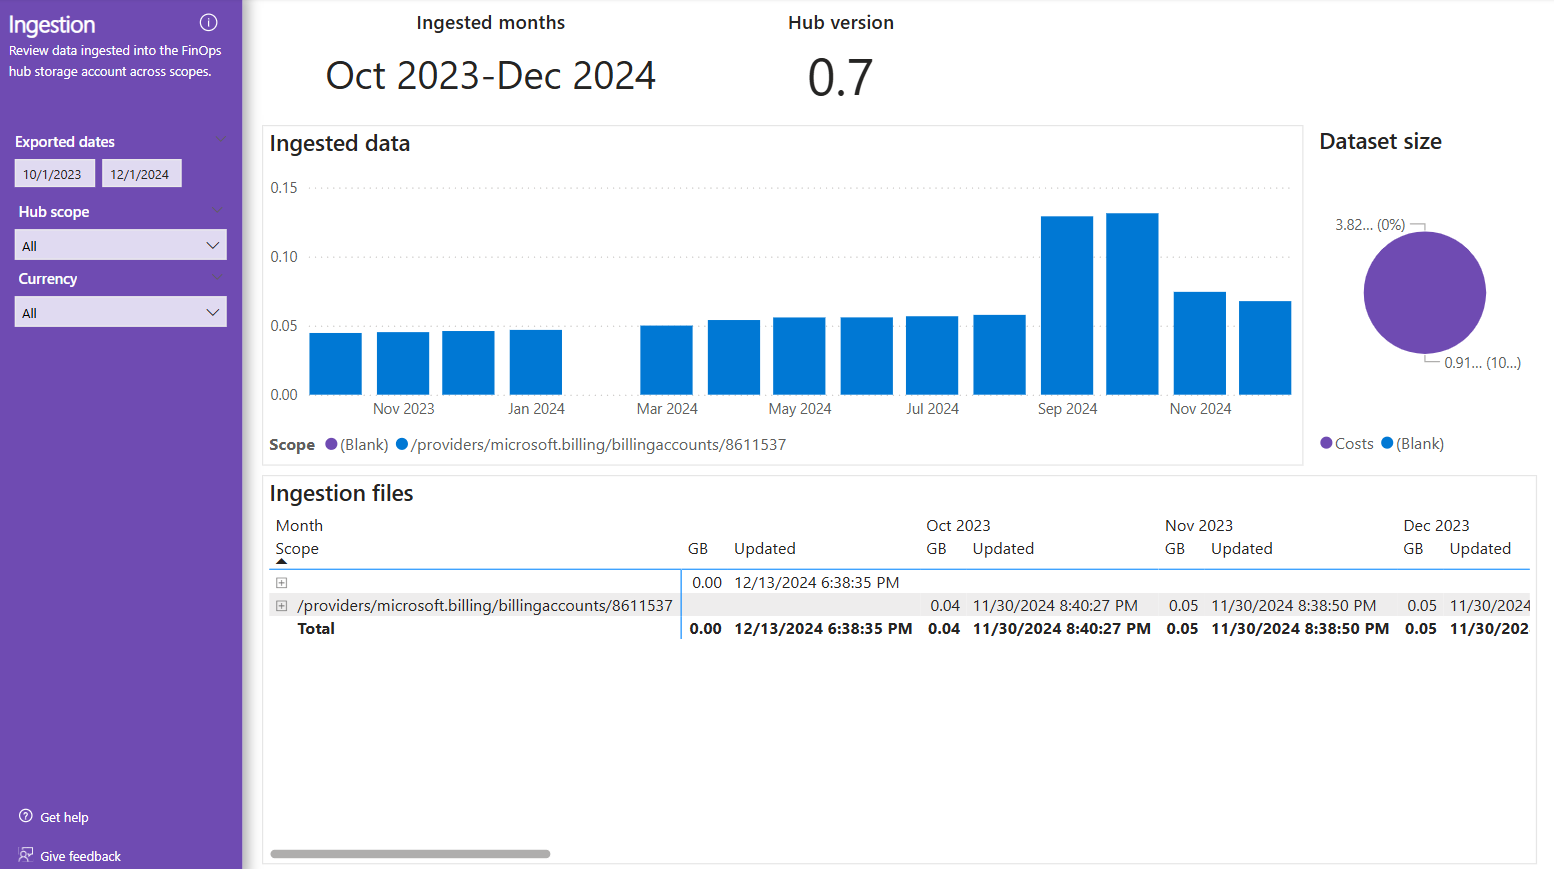 Ingestion
Review data ingested into the FinOps
hub storage account across scopes.
Exported dates
10/1/2023 12/1/2024
Hub scope
All
Currency
All
Get help
Give feedback
Ingested months
Oct 2023-Dec 2024
Hub version
0.7
Ingested data
0.15
0.10
0.05
0.00
Nov 2023 Jan 2024 Mar 2024 May 2024 Jul 2024 Sep 2024 Nov 2024
Scope (Blank) /providers/microsoft.billing/billingaccounts/8611537
Dataset size
3.82... (0%)
0.91... (10...)
Costs (Blank)
Ingestion files
Month Oct 2023 Nov 2023 Dec 2023
Scope GB Updated GB Updated GB Updated GB Updated
0.00 12/13/2024 6:38:35 PM
/providers/microsoft.billing/billingaccounts/8611537 0.04 11/30/2024 8:40:27 PM 0.05 11/30/2024 8:38:50 PM 0.05 11/30/2024
Total 0.00 12/13/2024 6:38:35 PM 0.04 11/30/2024 8:40:27 PM 0.05 11/30/2024 8:38:50 PM 0.05 11/30/202